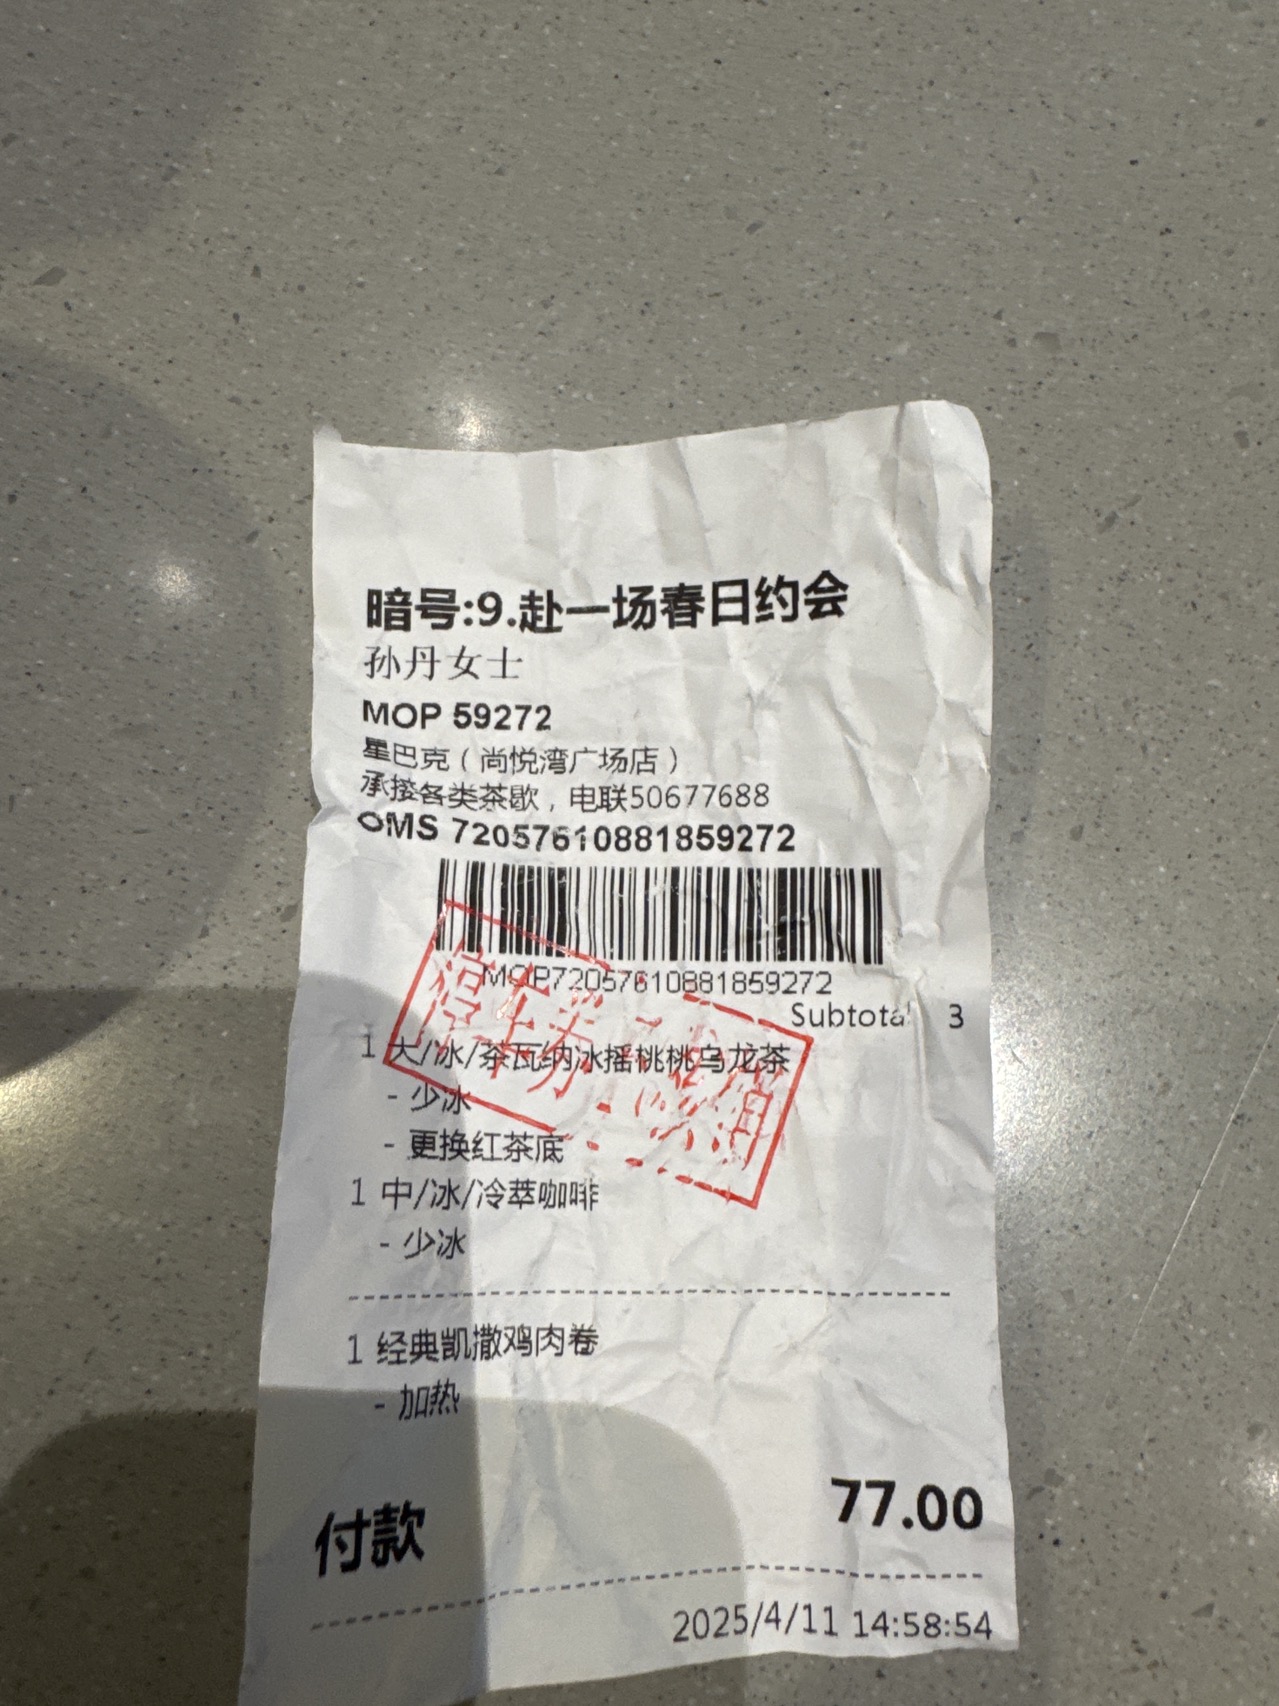 暗号:9.赴一场春日约会
孙丹女士
MOP 59272
星巴克（尚悦湾广场店）
承接各类茶歇，电联50677688
OMS 72057610881859272
MOP72057610881859272
Subtotal 3
1 大/冰/茶瓦纳冰摇桃桃乌龙茶
- 少冰
- 更换红茶底
1 中/冰/冷萃咖啡
- 少冰
1 经典凯撒鸡肉卷
- 加热
付款 77.00
2025/4/11 14:58:54
停车券